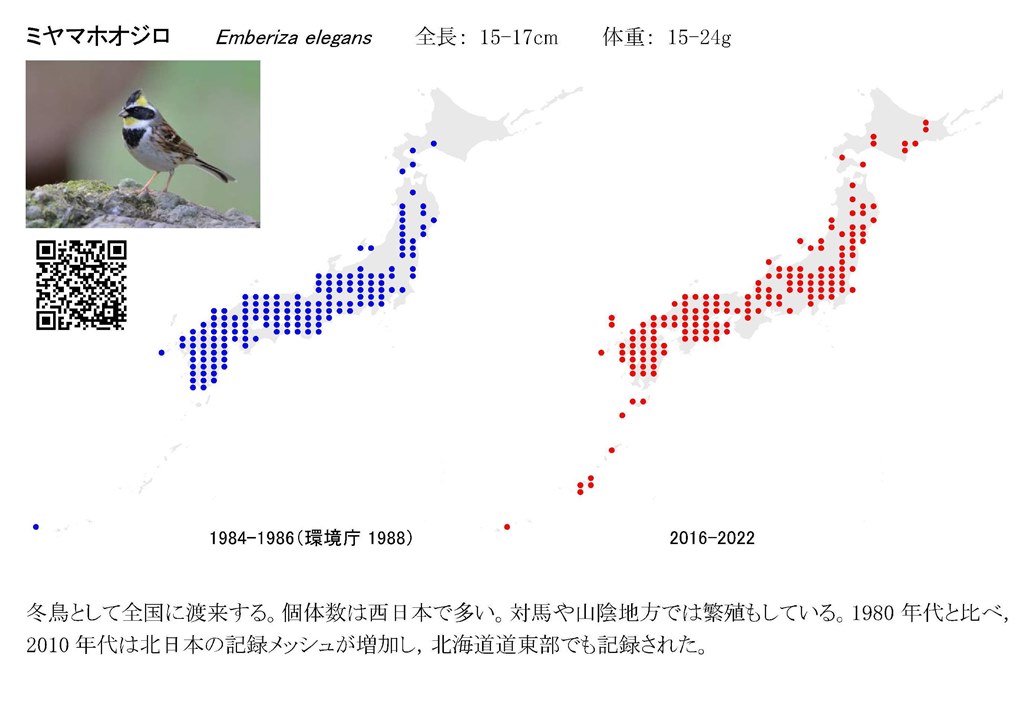 ミヤマホオジロ Emberiza elegans 全長： 15-17cm 体重： 15-24g
1984-1986（環境庁 1988） 2016-2022
冬鳥として全国に渡来する。個体数は西日本で多い。対馬や山陰地方では繁殖もしている。1980 年代と比べ，
2010 年代は北日本の記録メッシュが増加し，北海道道東部でも記録された。